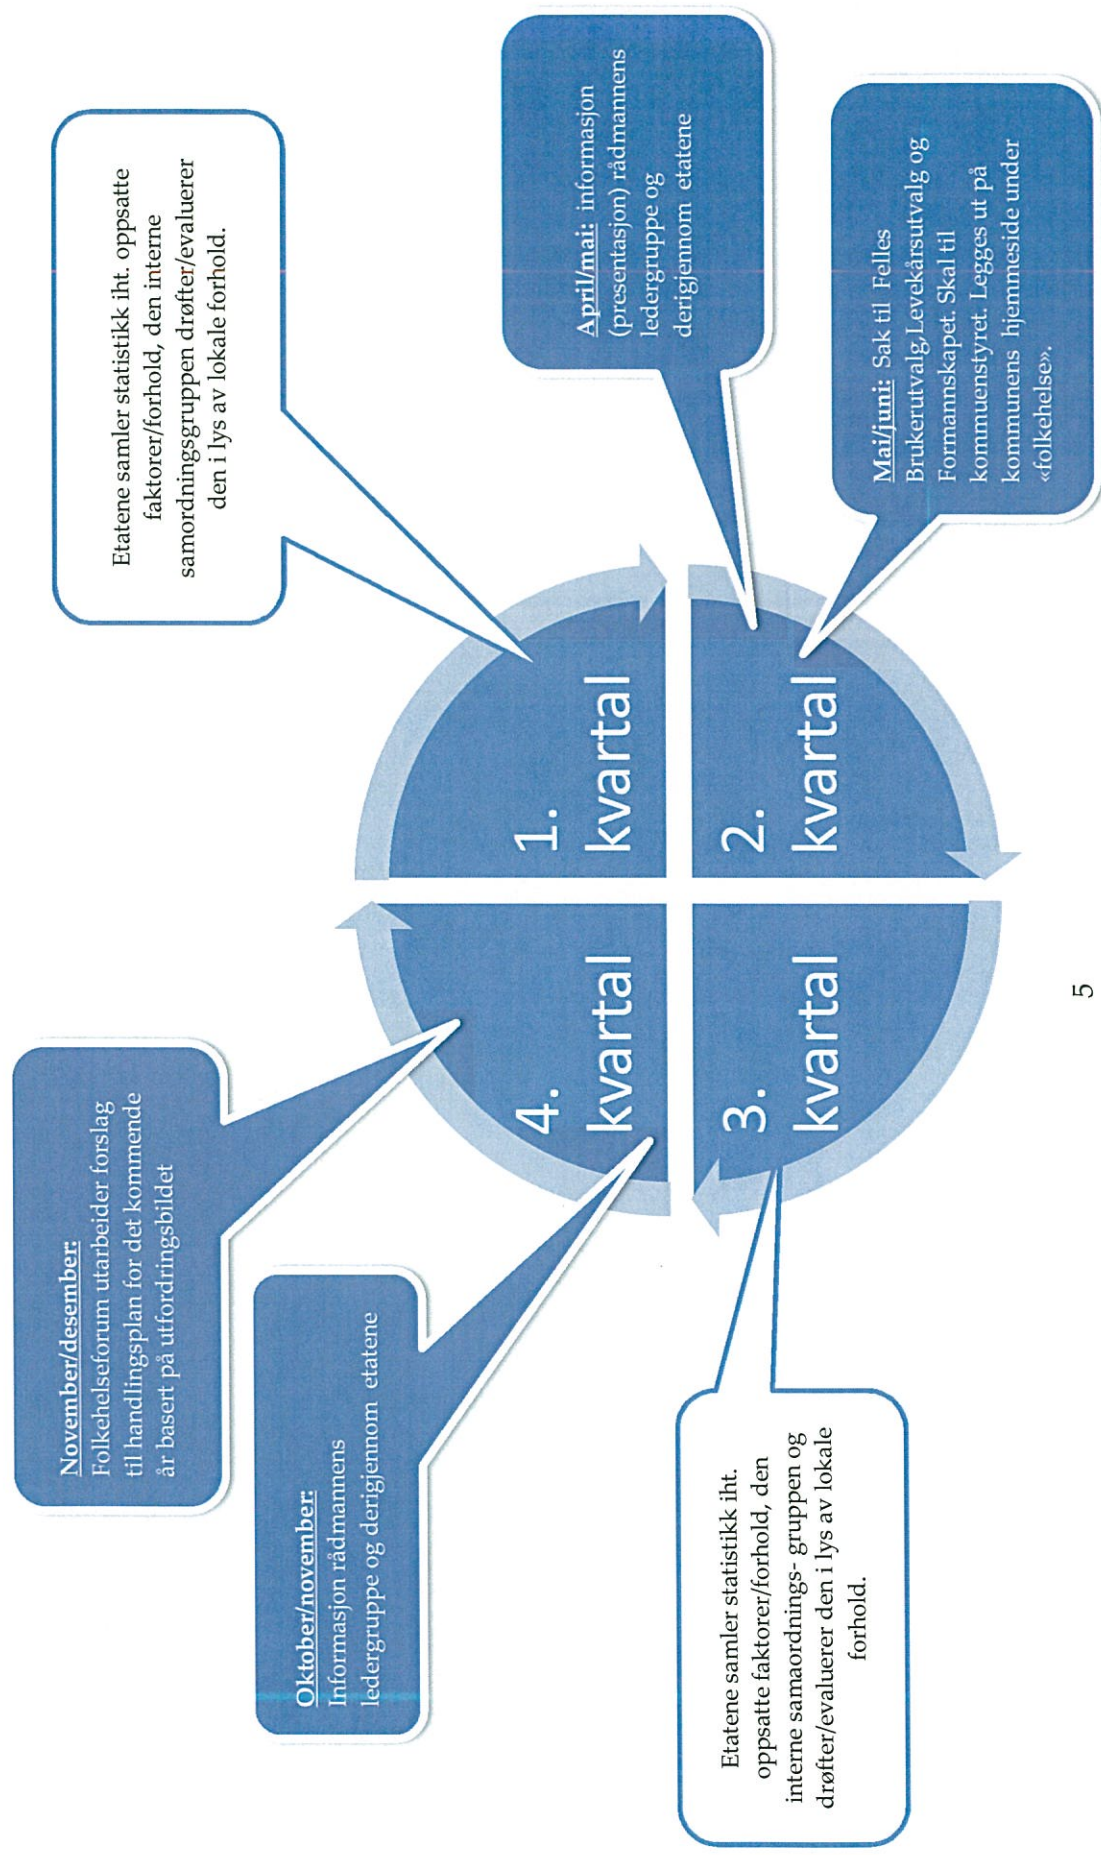 November/desember:
Folkehelseforum utarbeider forslag
til handlingsplan for det kommende
år basert på utfordringsbildet
Oktober/november:
Informasjon rådmannens
ledergruppe og derigjennom etatene
Etatene samler statistikk iht. oppsatte
faktorer/forhold, den interne
samordningsgruppen drøfter/evaluerer
den i lys av lokale forhold.
4.
kvartal
1.
kvartal
3.
kvartal
2.
kvartal
April/mai: informasjon
(presentasjon) rådmannens
ledergruppe og
derigjennom etatene
Etatene samler statistikk iht.
oppsatte faktorer/forhold, den
interne samaordnings- gruppen og
drøfter/evaluerer den i lys av lokale
forhold.
Mai/juni: Sak til Felles
Brukerutvalg,Levekårsutvalg og
Formannskapet. Skal til
kommuenstyret. Legges ut på
kommunens hjemmeside under
«folkehelse».
5